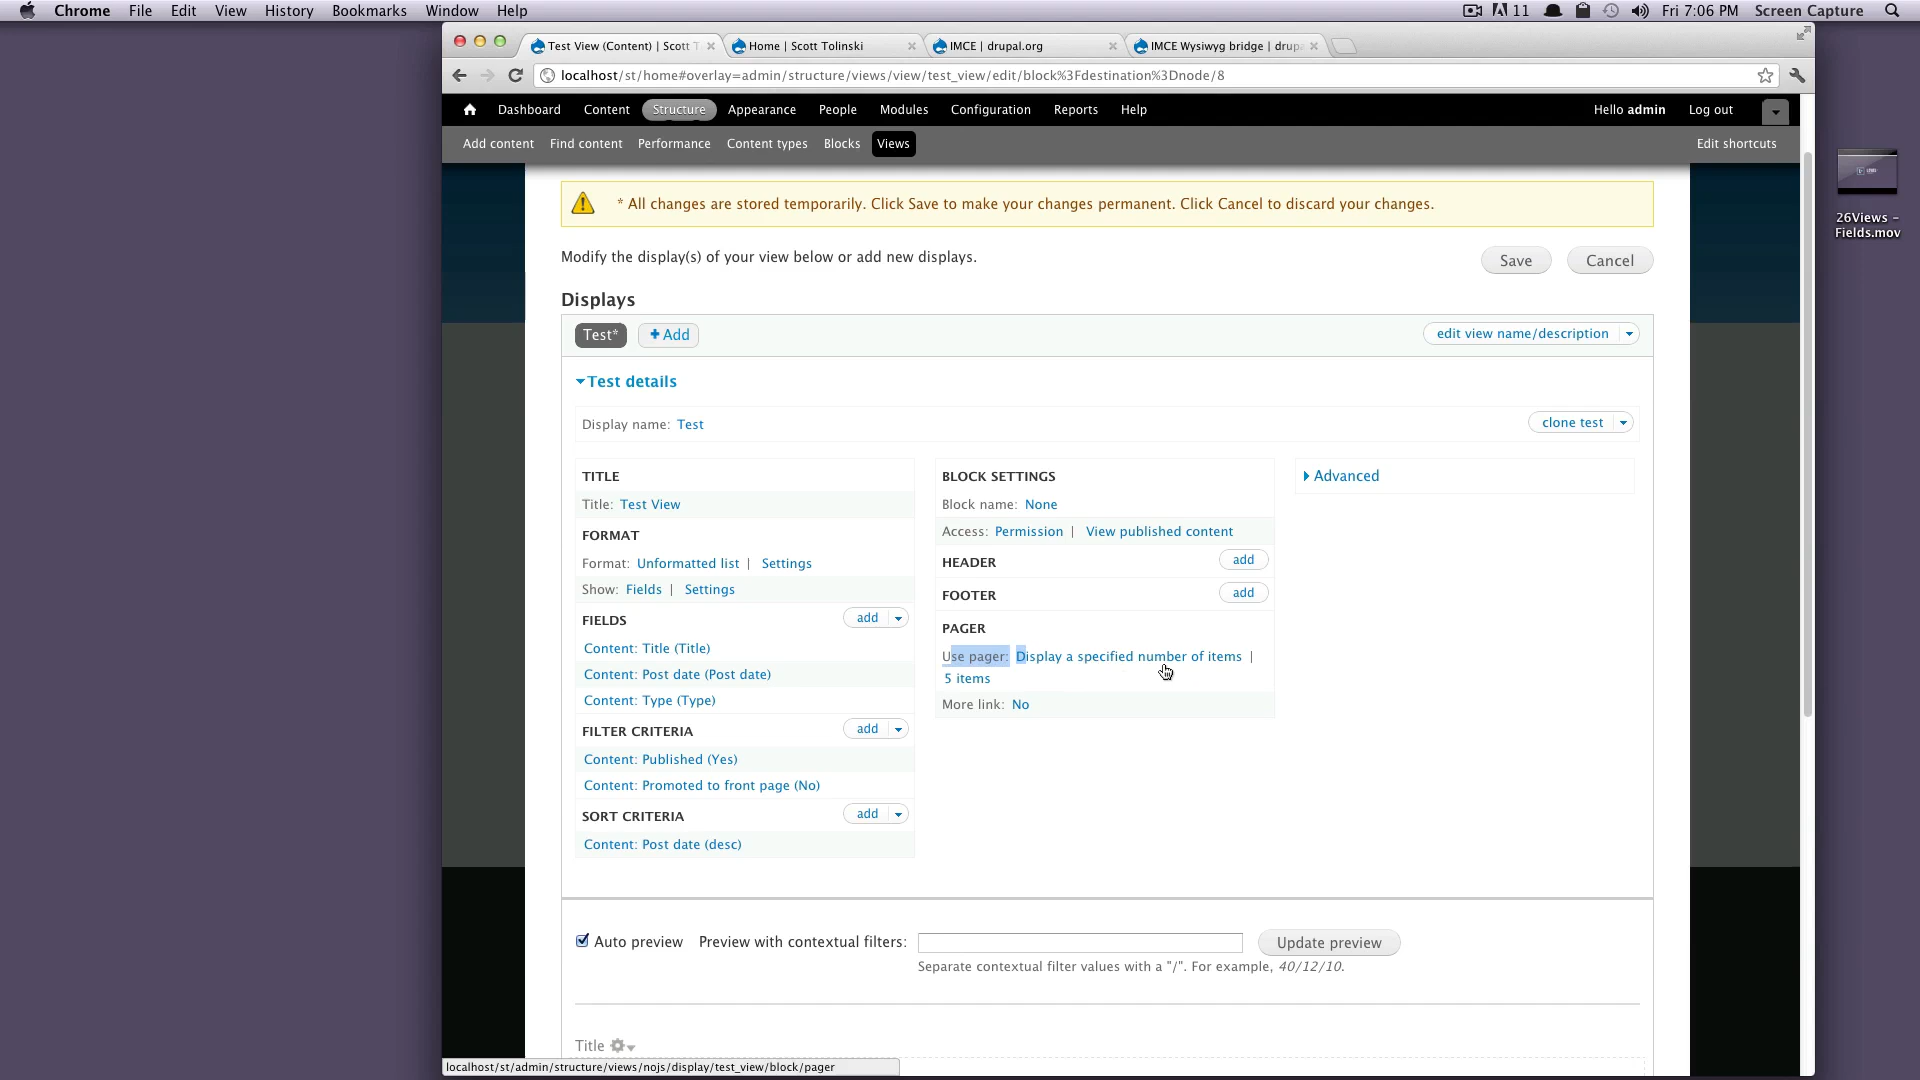 Chrome File Edit View History Bookmarks Window Help 11 Fri 7:06 PM Screen Capture
Test View (Content) | Scott T Home | Scott Tolinski IMCE | drupal.org IMCE Wysiwyg bridge | drup
localhost/st/home#overlay=admin/structure/views/view/test_view/edit/block%3Fdestination%3Dnode/8
Dashboard Content Structure Appearance People Modules Configuration Reports Help Hello admin Log out
Add content Find content Performance Content types Blocks Views Edit shortcuts
* All changes are stored temporarily. Click Save to make your changes permanent. Click Cancel to discard your changes.
Modify the display(s) of your view below or add new displays. Save Cancel
Displays
Test* + Add edit view name/description
Test details
Display name: Test clone test
TITLE
Title: Test View
FORMAT
Format: Unformatted list | Settings
Show: Fields | Settings
FIELDS add
Content: Title (Title)
Content: Post date (Post date)
Content: Type (Type)
FILTER CRITERIA add
Content: Published (Yes)
Content: Promoted to front page (No)
SORT CRITERIA add
Content: Post date (desc)
BLOCK SETTINGS
Block name: None
Access: Permission | View published content
HEADER add
FOOTER add
PAGER
Use pager: Display a specified number of items |
5 items
More link: No
Advanced
Auto preview Preview with contextual filters: Update preview
Separate contextual filter values with a "/". For example, 40/12/10.
Title
localhost/st/admin/structure/views/nojs/display/test_view/block/pager
26Views -
Fields.mov